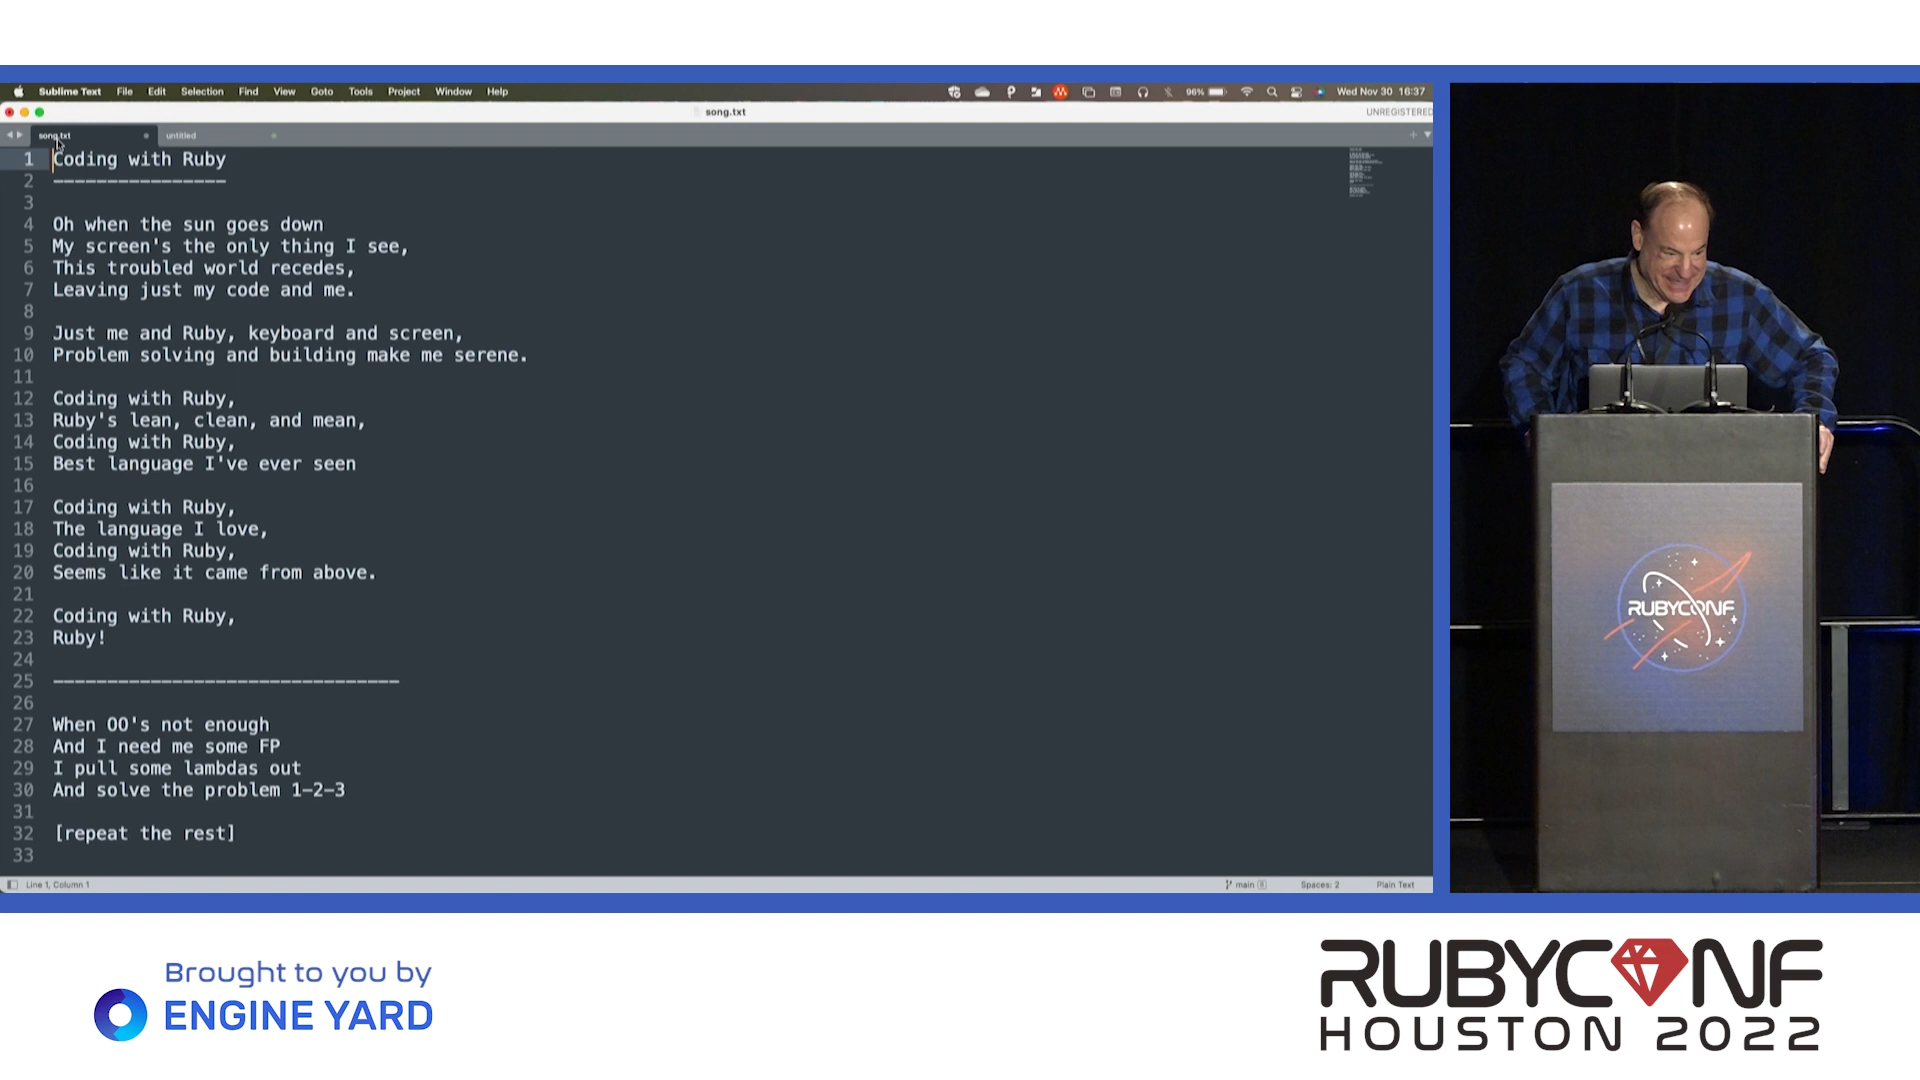 Sublime Text File Edit Selection Find View Goto Tools Project Window Help 96% Wed Nov 30 16:37
song.txt UNREGISTERED
song.txt untitled
1 Coding with Ruby
2 ----------------
3
4 Oh when the sun goes down
5 My screen's the only thing I see,
6 This troubled world recedes,
7 Leaving just my code and me.
8
9 Just me and Ruby, keyboard and screen,
10 Problem solving and building make me serene.
11
12 Coding with Ruby,
13 Ruby's lean, clean, and mean,
14 Coding with Ruby,
15 Best language I've ever seen
16
17 Coding with Ruby,
18 The language I love,
19 Coding with Ruby,
20 Seems like it came from above.
21
22 Coding with Ruby,
23 Ruby!
24
25 --------------------------------
26
27 When OO's not enough
28 And I need me some FP
29 I pull some lambdas out
30 And solve the problem 1-2-3
31
32 [repeat the rest]
33
Line 1, Column 1 main Spaces: 2 Plain Text
RUBYCONF
Brought to you by
ENGINE YARD
RUBYCONF
HOUSTON 2022